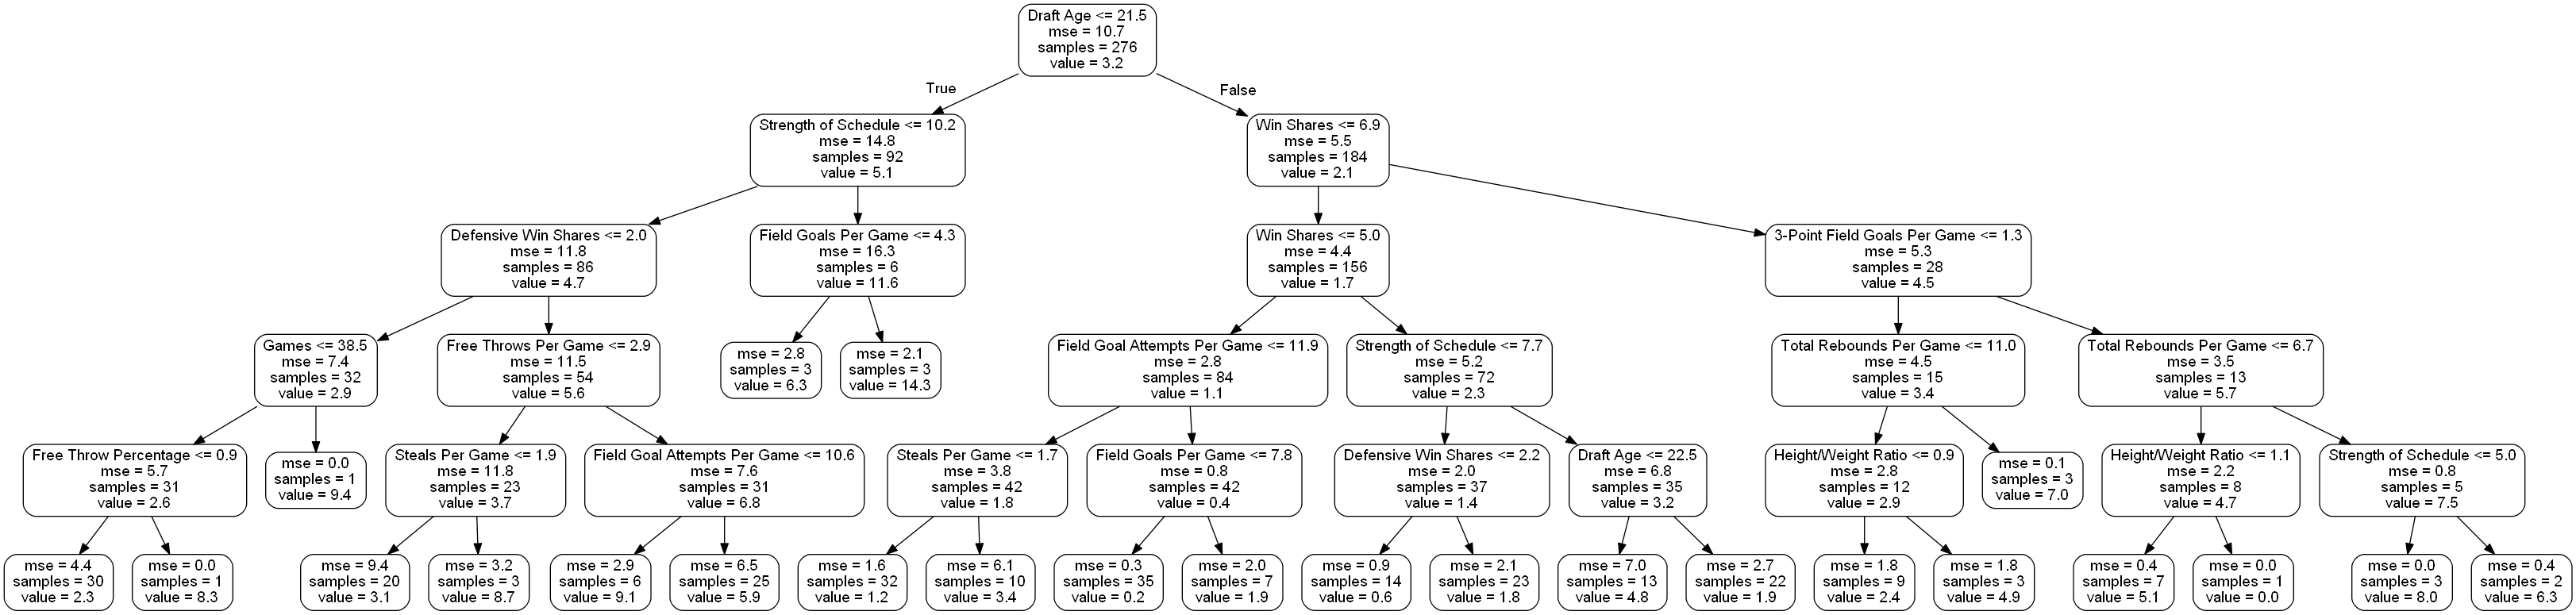 Draft Age <= 21.5
mse = 10.7
samples = 276
value = 3.2
True
False
Strength of Schedule <= 10.2
mse = 14.8
samples = 92
value = 5.1
Win Shares <= 6.9
mse = 5.5
samples = 184
value = 2.1
Defensive Win Shares <= 2.0
mse = 11.8
samples = 86
value = 4.7
Field Goals Per Game <= 4.3
mse = 16.3
samples = 6
value = 11.6
Win Shares <= 5.0
mse = 4.4
samples = 156
value = 1.7
3-Point Field Goals Per Game <= 1.3
mse = 5.3
samples = 28
value = 4.5
Games <= 38.5
mse = 7.4
samples = 32
value = 2.9
Free Throws Per Game <= 2.9
mse = 11.5
samples = 54
value = 5.6
mse = 2.8
samples = 3
value = 6.3
mse = 2.1
samples = 3
value = 14.3
Field Goal Attempts Per Game <= 11.9
mse = 2.8
samples = 84
value = 1.1
Strength of Schedule <= 7.7
mse = 5.2
samples = 72
value = 2.3
Total Rebounds Per Game <= 11.0
mse = 4.5
samples = 15
value = 3.4
Total Rebounds Per Game <= 6.7
mse = 3.5
samples = 13
value = 5.7
Free Throw Percentage <= 0.9
mse = 5.7
samples = 31
value = 2.6
mse = 0.0
samples = 1
value = 9.4
Steals Per Game <= 1.9
mse = 11.8
samples = 23
value = 3.7
Field Goal Attempts Per Game <= 10.6
mse = 7.6
samples = 31
value = 6.8
Steals Per Game <= 1.7
mse = 3.8
samples = 42
value = 1.8
Field Goals Per Game <= 7.8
mse = 0.8
samples = 42
value = 0.4
Defensive Win Shares <= 2.2
mse = 2.0
samples = 37
value = 1.4
Draft Age <= 22.5
mse = 6.8
samples = 35
value = 3.2
Height/Weight Ratio <= 0.9
mse = 2.8
samples = 12
value = 2.9
mse = 0.1
samples = 3
value = 7.0
Height/Weight Ratio <= 1.1
mse = 2.2
samples = 8
value = 4.7
Strength of Schedule <= 5.0
mse = 0.8
samples = 5
value = 7.5
mse = 4.4
samples = 30
value = 2.3
mse = 0.0
samples = 1
value = 8.3
mse = 9.4
samples = 20
value = 3.1
mse = 3.2
samples = 3
value = 8.7
mse = 2.9
samples = 6
value = 9.1
mse = 6.5
samples = 25
value = 5.9
mse = 1.6
samples = 32
value = 1.2
mse = 6.1
samples = 10
value = 3.4
mse = 0.3
samples = 35
value = 0.2
mse = 2.0
samples = 7
value = 1.9
mse = 0.9
samples = 14
value = 0.6
mse = 2.1
samples = 23
value = 1.8
mse = 7.0
samples = 13
value = 4.8
mse = 2.7
samples = 22
value = 1.9
mse = 1.8
samples = 9
value = 2.4
mse = 1.8
samples = 3
value = 4.9
mse = 0.4
samples = 7
value = 5.1
mse = 0.0
samples = 1
value = 0.0
mse = 0.0
samples = 3
value = 8.0
mse = 0.4
samples = 2
value = 6.3